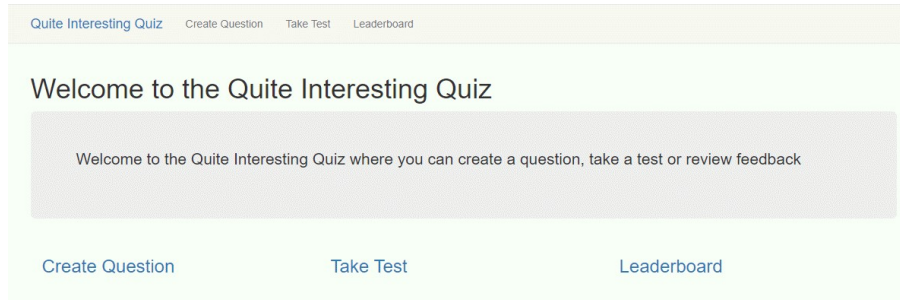 Quite Interesting Quiz Create Question Take Test Leaderboard
Welcome to the Quite Interesting Quiz
Welcome to the Quite Interesting Quiz where you can create a question, take a test or review feedback
Create Question Take Test Leaderboard